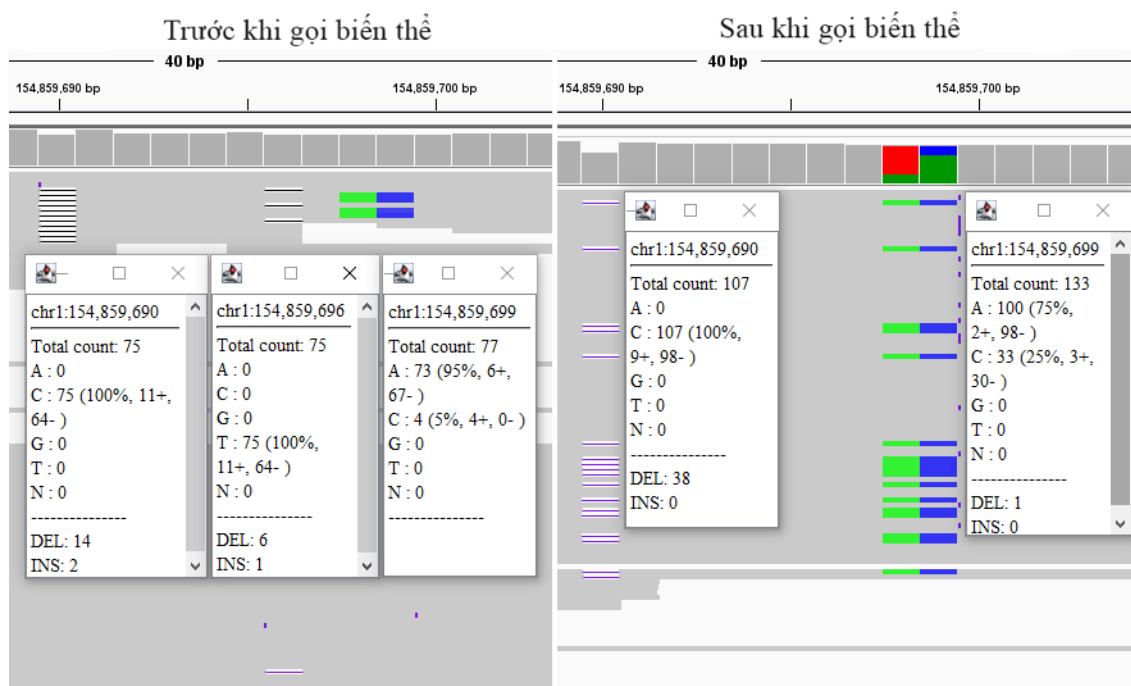 Trước khi gọi biến thể
Sau khi gọi biến thể
40 bp
154,859,690 bp
154,859,700 bp
40 bp
154,859,690 bp
154,859,700 bp
chr1:154,859,690
Total count: 75
A : 0
C : 75 (100%, 11+,
64- )
G : 0
T : 0
N : 0
---------------
DEL: 14
INS: 2
chr1:154,859,696
Total count: 75
A : 0
C : 0
G : 0
T : 75 (100%,
11+, 64- )
N : 0
---------------
DEL: 6
INS: 1
chr1:154,859,699
Total count: 77
A : 73 (95%, 6+,
67- )
C : 4 (5%, 4+, 0- )
G : 0
T : 0
N : 0
---------------
chr1:154,859,690
Total count: 107
A : 0
C : 107 (100%,
9+, 98- )
G : 0
T : 0
N : 0
---------------
DEL: 38
INS: 0
chr1:154,859,699
Total count: 133
A : 100 (75%,
2+, 98- )
C : 33 (25%, 3+,
30- )
G : 0
T : 0
N : 0
---------------
DEL: 1
INS: 0